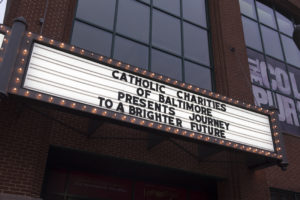 CATHOLIC CHARITIES
OF BALTIMORE
PRESENTS JOURNEY
TO A BRIGHTER FUTURE